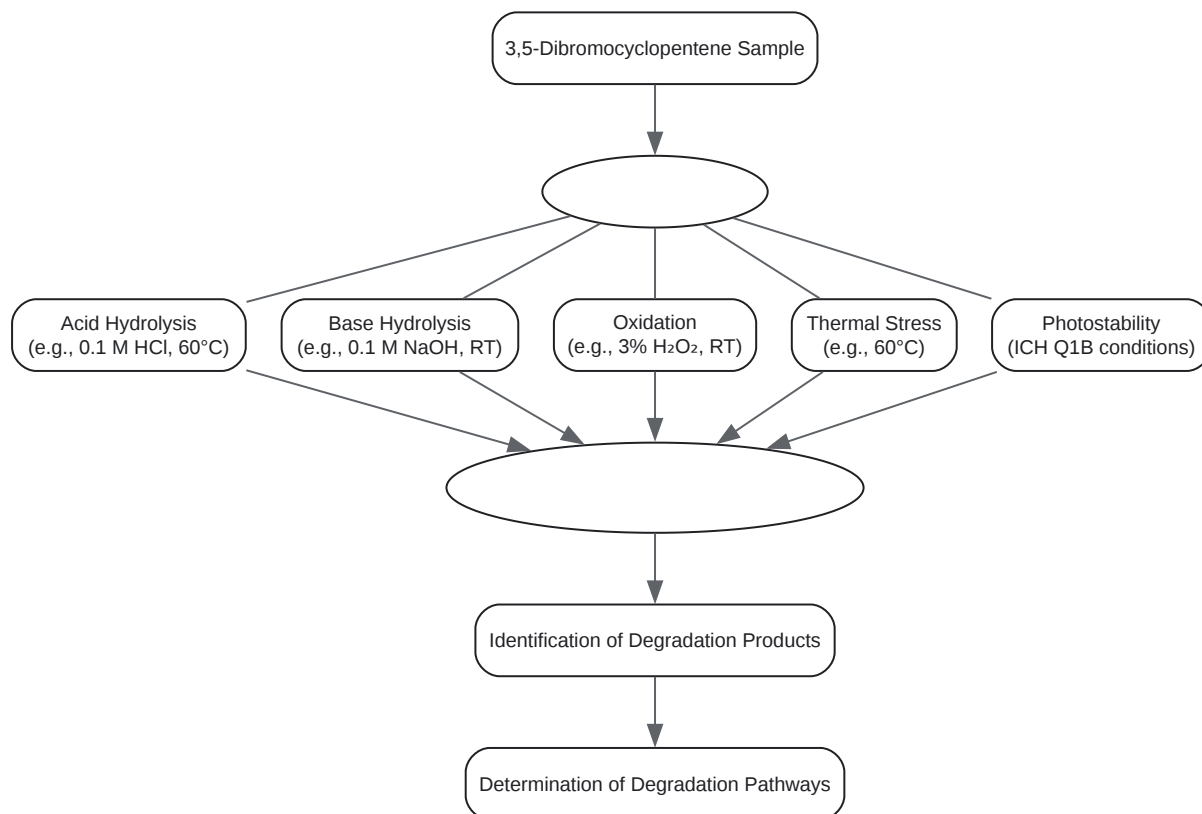 3,5-Dibromocyclopentene Sample
Acid Hydrolysis
(e.g., 0.1 M HCl, 60°C)
Base Hydrolysis
(e.g., 0.1 M NaOH, RT)
Oxidation
(e.g., 3% H₂O₂, RT)
Thermal Stress
(e.g., 60°C)
Photostability
(ICH Q1B conditions)
Identification of Degradation Products
Determination of Degradation Pathways